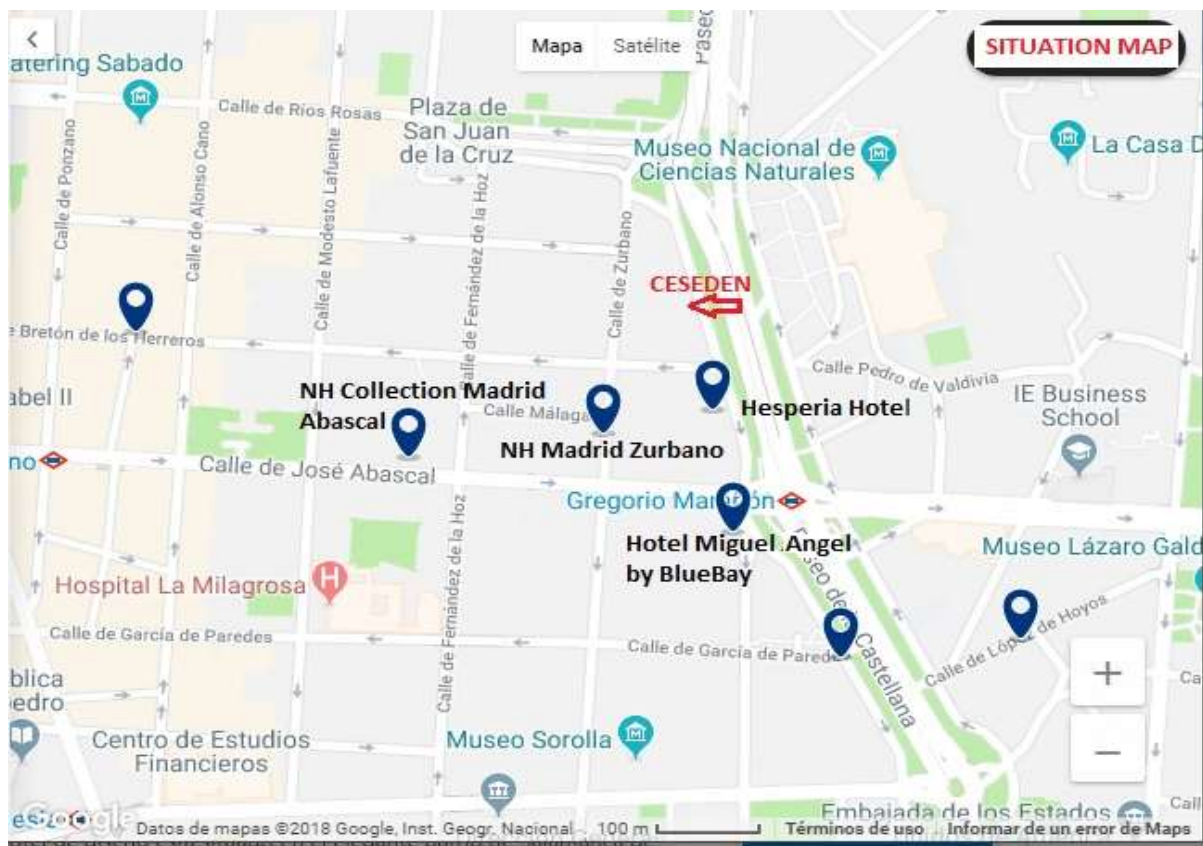 Mapa
Satélite
SITUATION MAP
atering Sabado
Calle de Ríos Rosas
Plaza de
San Juan
de la Cruz
Museo Nacional de
Ciencias Naturales
La Casa D
Calle de Ponzano
Calle de Alonso Cano
Calle de Modesto Lafuente
Calle de Fernández de la Hoz
Calle de Zurbano
CESEDEN
e Bretón de los Herreros
Calle Pedro de Valdivia
abel II
NH Collection Madrid
Abascal
Calle Málaga
Hesperia Hotel
IE Business
School
NH Madrid Zurbano
no
Calle de José Abascal
Gregorio Marañón
Hotel Miguel Angel
by BlueBay
Museo Lázaro Gald
Hospital La Milagrosa
Calle de Fernández de la Hoz
Calle de García de Paredes
Calle de García de Paredes
Paseo de la Castellana
Calle de López de Hoyos
blica
edro
Centro de Estudios
Financieros
Museo Sorolla
+
−
Ca
Google
Embajada de los Estados
Call
Datos de mapas ©2018 Google, Inst. Geogr. Nacional
100 m
Términos de uso
Informar de un error de Maps